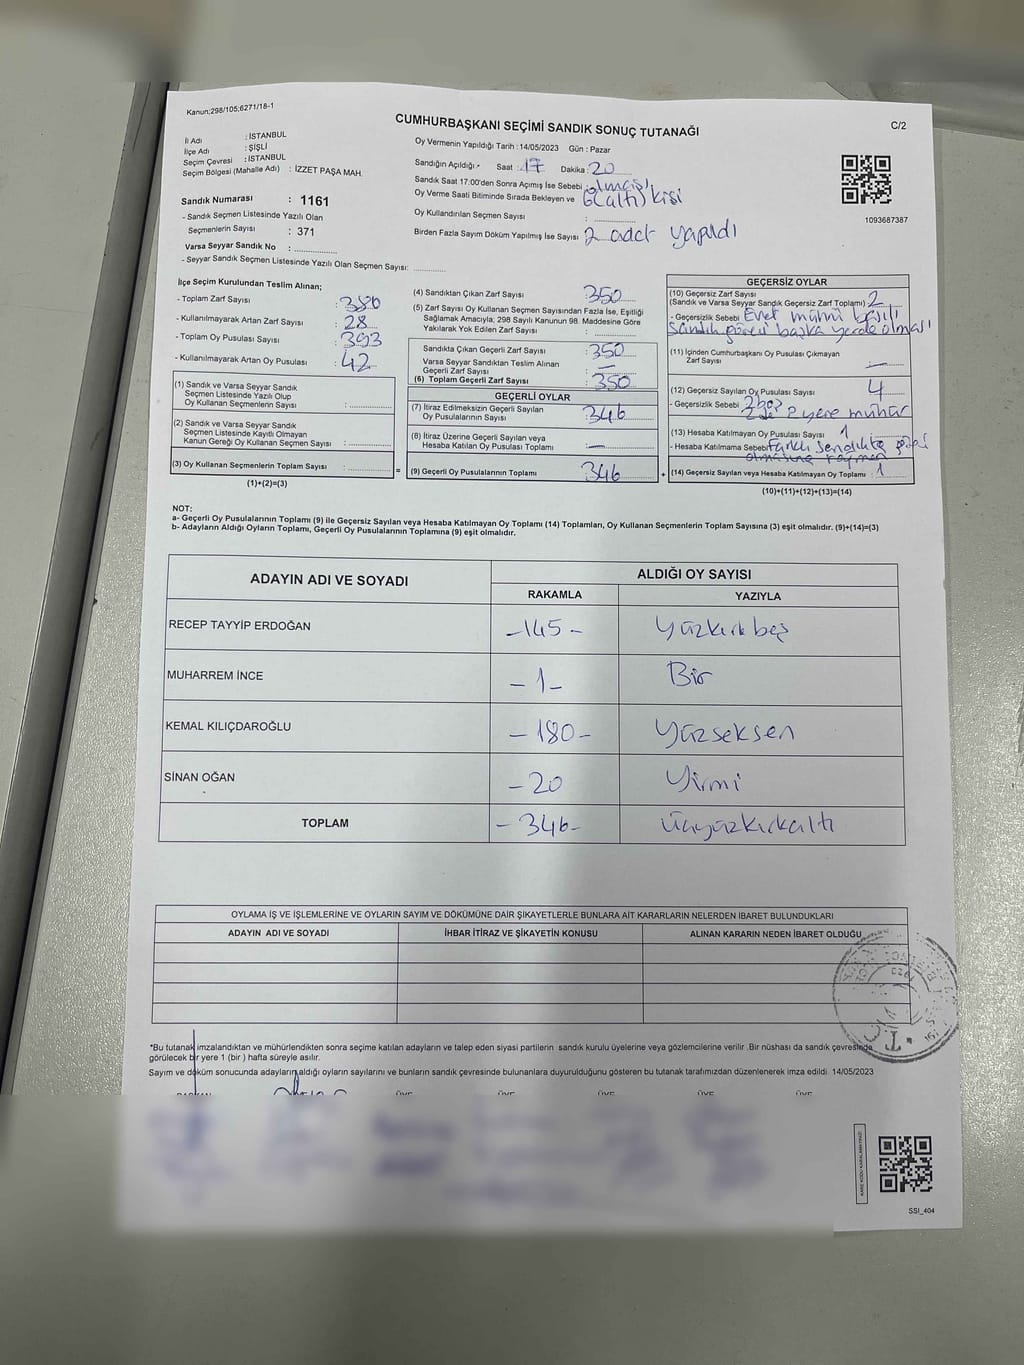 Kanun;298/105;6271/18-1
CUMHURBAŞKANI SEÇİMİ SANDIK SONUÇ TUTANAĞI
C/2
İl Adı : İSTANBUL
İlçe Adı : ŞİŞLİ
Seçim Çevresi : İSTANBUL
Seçim Bölgesi (Mahalle Adı) : İZZET PAŞA MAH.
Sandık Numarası : 1161
- Sandık Seçmen Listesinde Yazılı Olan
Seçmenlerin Sayısı : 371
Varsa Seyyar Sandık No :
- Seyyar Sandık Seçmen Listesinde Yazılı Olan Seçmen Sayısı:
Oy Vermenin Yapıldığı Tarih : 14/05/2023 Gün : Pazar
Sandığın Açıldığı - Saat : 17 Dakika : 20
Sandık Saat 17:00'den Sonra Açımış İse Sebebi :
Oy Verme Saati Bitiminde Sırada Bekleyen ve 6(altı) kişi
Oy Kullandırılan Seçmen Sayısı :
Birden Fazla Sayım Döküm Yapılmış İse Sayısı : 2 adet yapıldı
1093687387
İlçe Seçim Kurulundan Teslim Alınan;
- Toplam Zarf Sayısı : 380
- Kullanılmayarak Artan Zarf Sayısı : 28
- Toplam Oy Pusulası Sayısı : 393
- Kullanılmayarak Artan Oy Pusulası : 42
(1) Sandık ve Varsa Seyyar Sandık
Seçmen Listesinde Yazılı Olup
Oy Kullanan Seçmenlerin Sayısı :
(2) Sandık ve Varsa Seyyar Sandık
Seçmen Listesinde Kayıtlı Olmayan
Kanun Gereği Oy Kullanan Seçmen Sayısı :
(3) Oy Kullanan Seçmenlerin Toplam Sayısı : =
(1)+(2)=(3)
(4) Sandıktan Çıkan Zarf Sayısı : 350
(5) Zarf Sayısı Oy Kullanan Seçmen Sayısından Fazla İse, Eşitliği
Sağlamak Amacıyla; 298 Sayılı Kanunun 98. Maddesine Göre
Yakılarak Yok Edilen Zarf Sayısı :
Sandıkta Çıkan Geçerli Zarf Sayısı : 350
Varsa Seyyar Sandıktan Teslim Alınan
Geçerli Zarf Sayısı : —
(6) Toplam Geçerli Zarf Sayısı : 350
GEÇERLİ OYLAR
(7) İtiraz Edilmeksizin Geçerli Sayılan
Oy Pusulalarının Sayısı : 346
(8) İtiraz Üzerine Geçerli Sayılan veya
Hesaba Katılan Oy Pusulası Toplamı : —
(9) Geçerli Oy Pusulalarının Toplamı : 346 +
GEÇERSİZ OYLAR
(10) Geçersiz Zarf Sayısı
(Sandık ve Varsa Seyyar Sandık Geçersiz Zarf Toplamı) : 2
- Geçersizlik Sebebi : Evet mührü
Sandık görevi başka yerde olması
(11) İçinden Cumhurbaşkanı Oy Pusulası Çıkmayan
Zarf Sayısı : —
(12) Geçersiz Sayılan Oy Pusulası Sayısı : 4
- Geçersizlik Sebebi : 2 boş
2 de 2 yere mühür
(13) Hesaba Katılmayan Oy Pusulası Sayısı : 1
- Hesaba Katılmama Sebebi : Farklı sandıkta
olmasına rağmen
(14) Geçersiz Sayılan veya Hesaba Katılmayan Oy Toplamı : 1
(10)+(11)+(12)+(13)=(14)
NOT:
a- Geçerli Oy Pusulalarının Toplamı (9) ile Geçersiz Sayılan veya Hesaba Katılmayan Oy Toplamı (14) Toplamları, Oy Kullanan Seçmenlerin Toplam Sayısına (3) eşit olmalıdır. (9)+(14)=(3)
b- Adayların Aldığı Oyların Toplamı, Geçerli Oy Pusulalarının Toplamına (9) eşit olmalıdır.
ADAYIN ADI VE SOYADI
ALDIĞI OY SAYISI
RAKAMLA YAZIYLA
RECEP TAYYİP ERDOĞAN -145- yüzkırkbeş
MUHARREM İNCE -1- Bir
KEMAL KILIÇDAROĞLU -180- yüzseksen
SİNAN OĞAN -20 Yirmi
TOPLAM -346- üçyüzkırkaltı
OYLAMA İŞ VE İŞLEMLERİNE VE OYLARIN SAYIM VE DÖKÜMÜNE DAİR ŞİKAYETLERLE BUNLARA AİT KARARLARIN NELERDEN İBARET BULUNDUKLARI
ADAYIN ADI VE SOYADI İHBAR İTİRAZ VE ŞİKAYETİN KONUSU ALINAN KARARIN NEDEN İBARET OLDUĞU
*Bu tutanak imzalandıktan ve mühürlendikten sonra seçime katılan adayların ve talep eden siyasi partilerin sandık kurulu üyelerine veya gözlemcilerine verilir .Bir nüshası da sandık çevresinde
görülecek bir yere 1 (bir ) hafta süreyle asılır.
Sayım ve döküm sonucunda adayların aldığı oyların sayılarını ve bunların sandık çevresinde bulunanlara duyurulduğunu gösteren bu tutanak tarafımızdan düzenlenerek imza edildi. 14/05/2023
SSI_404